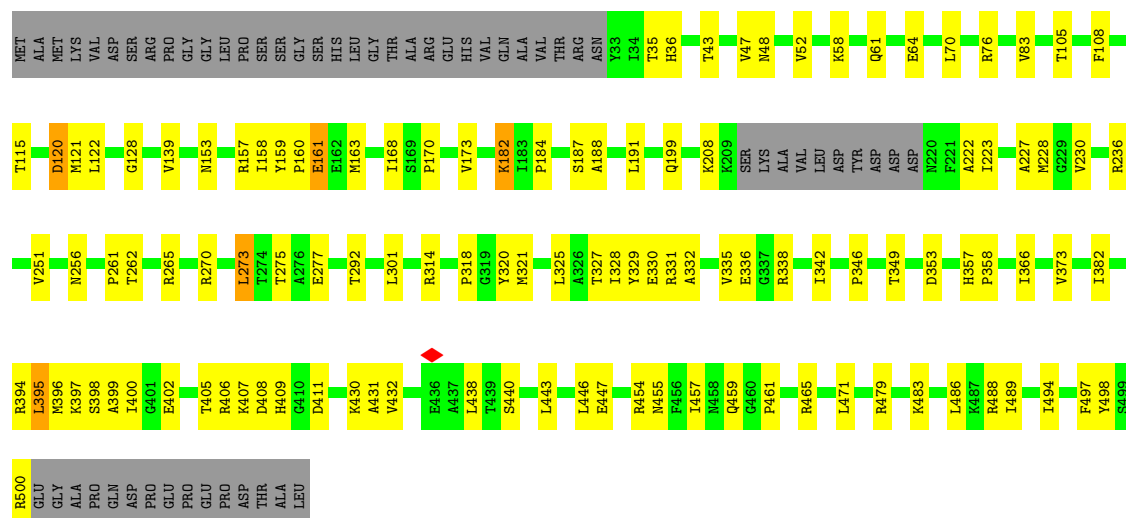 MET ALA MET LYS VAL ASP SER ARG PRO GLY GLY LEU PRO SER SER GLY SER HIS LEU GLY THR ALA ARG GLU HIS VAL GLN ALA VAL THR ARG ASN Y33 I34 T35 H36 T43 V47 N48 V52 K58 Q61 E64 L70 R76 V83 T105 F108
T115 D120 M121 L122 G128 V139 N153 R157 I158 Y159 P160 E161 E162 M163 I168 S169 P170 V173 K182 I183 P184 S187 A188 L191 Q199 K208 K209 SER LYS ALA VAL LEU ASP TYR ASP ASP ASP N220 F221 A222 I223 A227 M228 G229 V230 R236
V251 N256 P261 T262 R265 R270 L273 T274 T275 A276 E277 T292 L301 R314 P318 G319 Y320 M321 L325 A326 T327 I328 Y329 E330 R331 A332 V335 E336 G337 R338 I342 P346 T349 D353 H357 P358 I366 V373 I382
R394 L395 M396 K397 S398 A399 I400 G401 E402 T405 R406 K407 D408 H409 G410 D411 K430 A431 V432 E436 A437 L438 T439 S440 L443 L446 E447 R454 N455 F456 I457 N458 Q459 G460 P461 R465 L471 R479 K483 L486 K487 R488 I489 I494 F497 Y498 S499
R500 GLU GLY ALA PRO GLN ASP PRO GLU PRO GLU PRO ASP THR ALA LEU